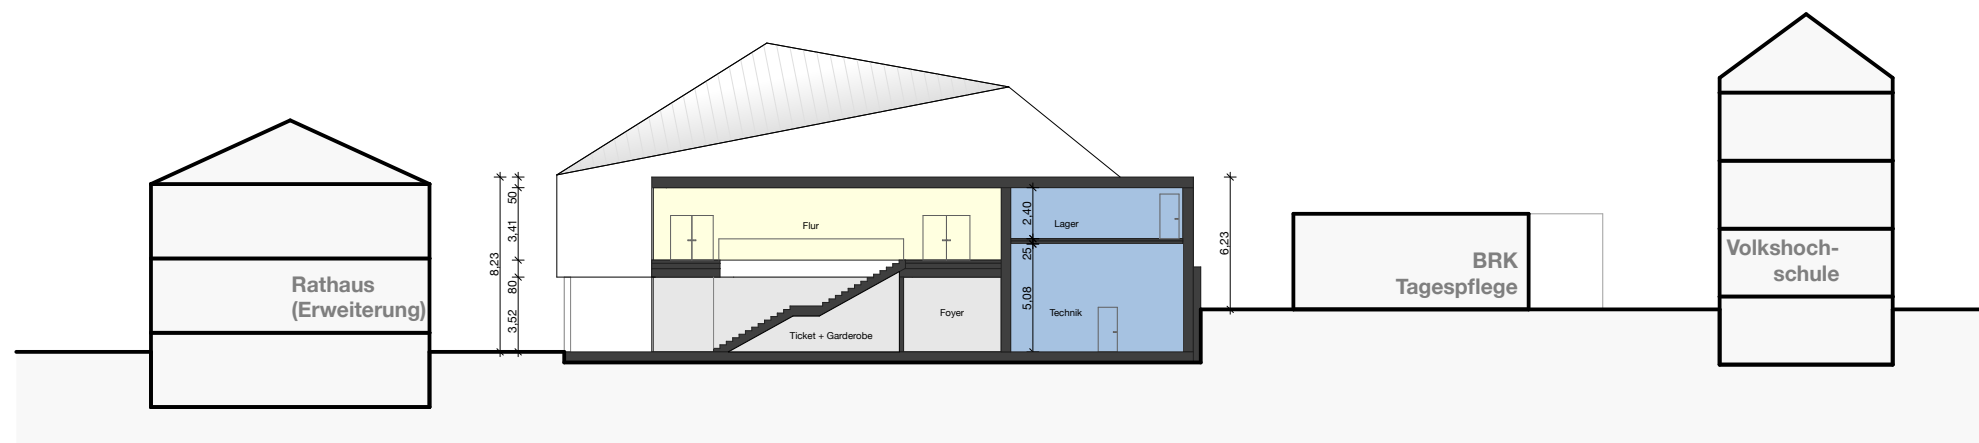 Rathaus
(Erweiterung)
8,23
50
3,41
80
3,52
Flur
Ticket + Garderobe
Foyer
2,40
25
5,08
Lager
Technik
6,23
BRK
Tagespflege
Volkshoch-
schule